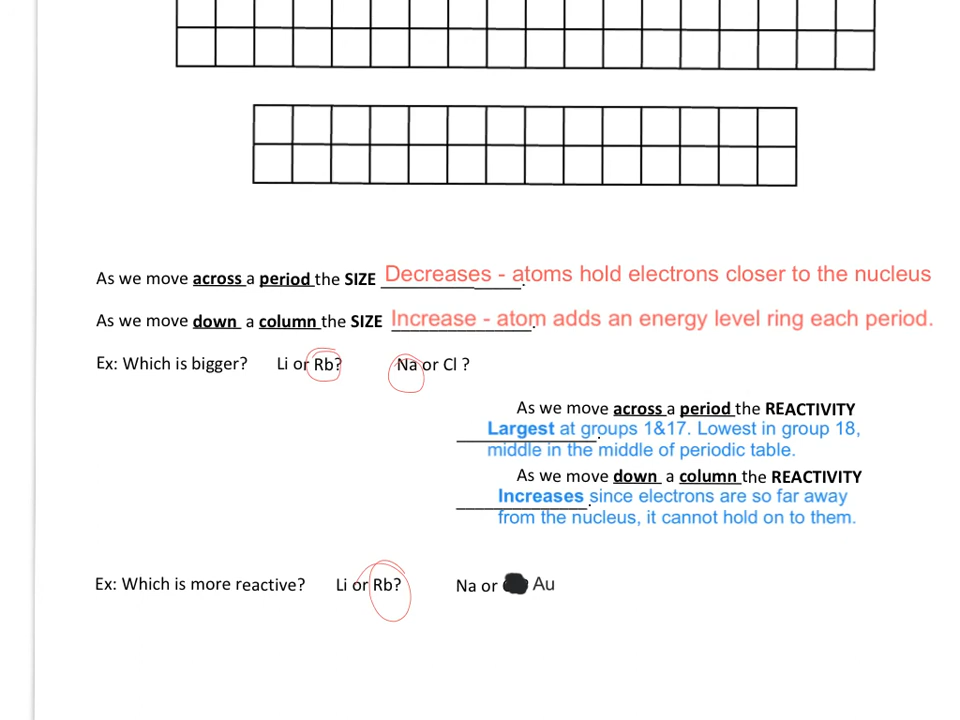 As we move across a period the SIZE Decreases - atoms hold electrons closer to the nucleus.
As we move down a column the SIZE Increase - atom adds an energy level ring each period.
Ex: Which is bigger? Li or Rb? Na or Cl ?
As we move across a period the REACTIVITY
Largest at groups 1&17. Lowest in group 18,
middle in the middle of periodic table.
As we move down a column the REACTIVITY
Increases since electrons are so far away
from the nucleus, it cannot hold on to them.
Ex: Which is more reactive? Li or Rb? Na or Au